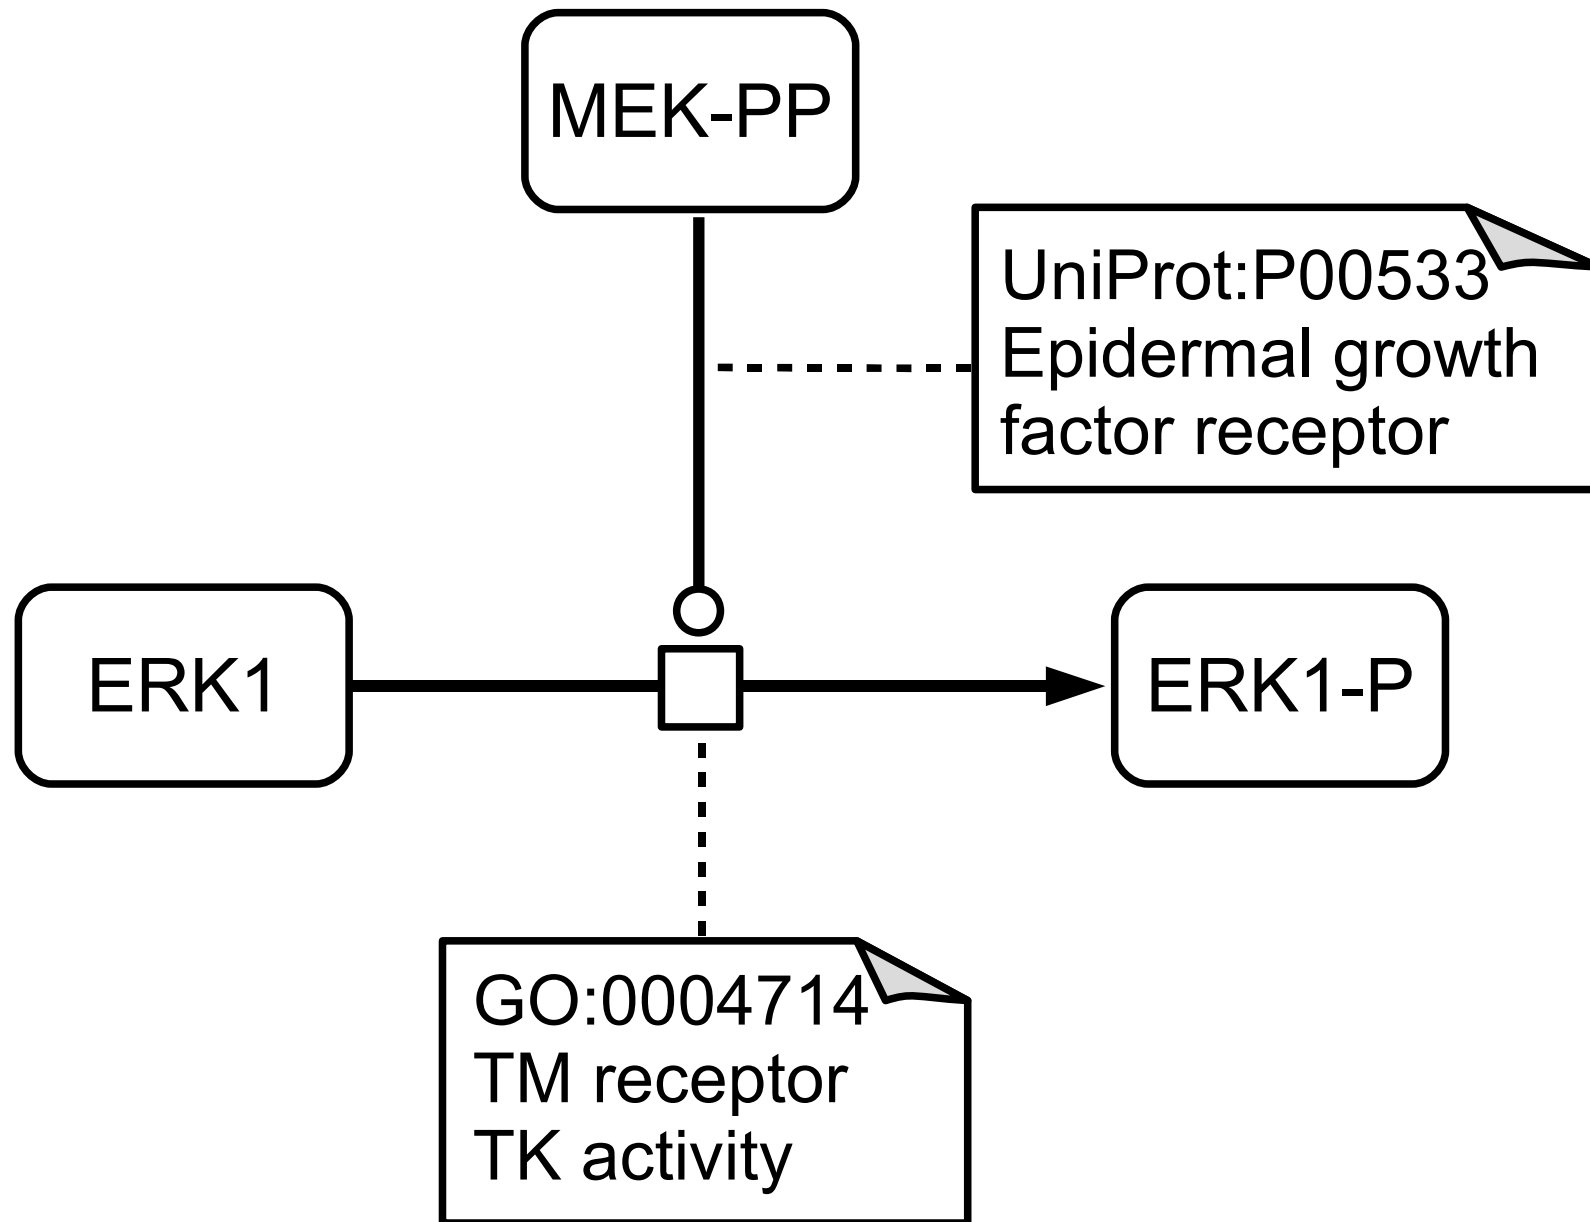 MEK-PP
UniProt:P00533
Epidermal growth
factor receptor
ERK1
ERK1-P
GO:0004714
TM receptor
TK activity